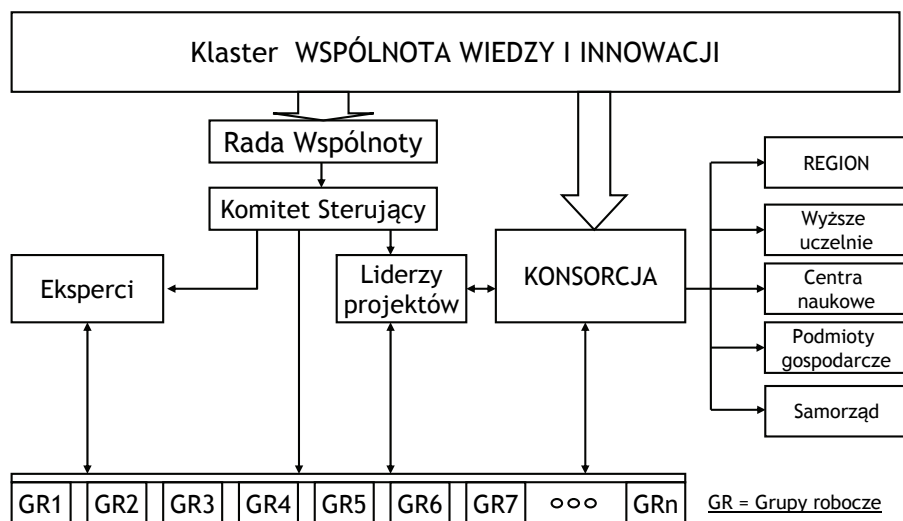 Klaster WSPÓLNOTA WIEDZY I INNOWACJI
Rada Wspólnoty
Komitet Sterujący
Eksperci
Liderzy
projektów
KONSORCJA
REGION
Wyższe
uczelnie
Centra
naukowe
Podmioty
gospodarcze
Samorząd
GR1 GR2 GR3 GR4 GR5 GR6 GR7 ooo GRn
GR = Grupy robocze